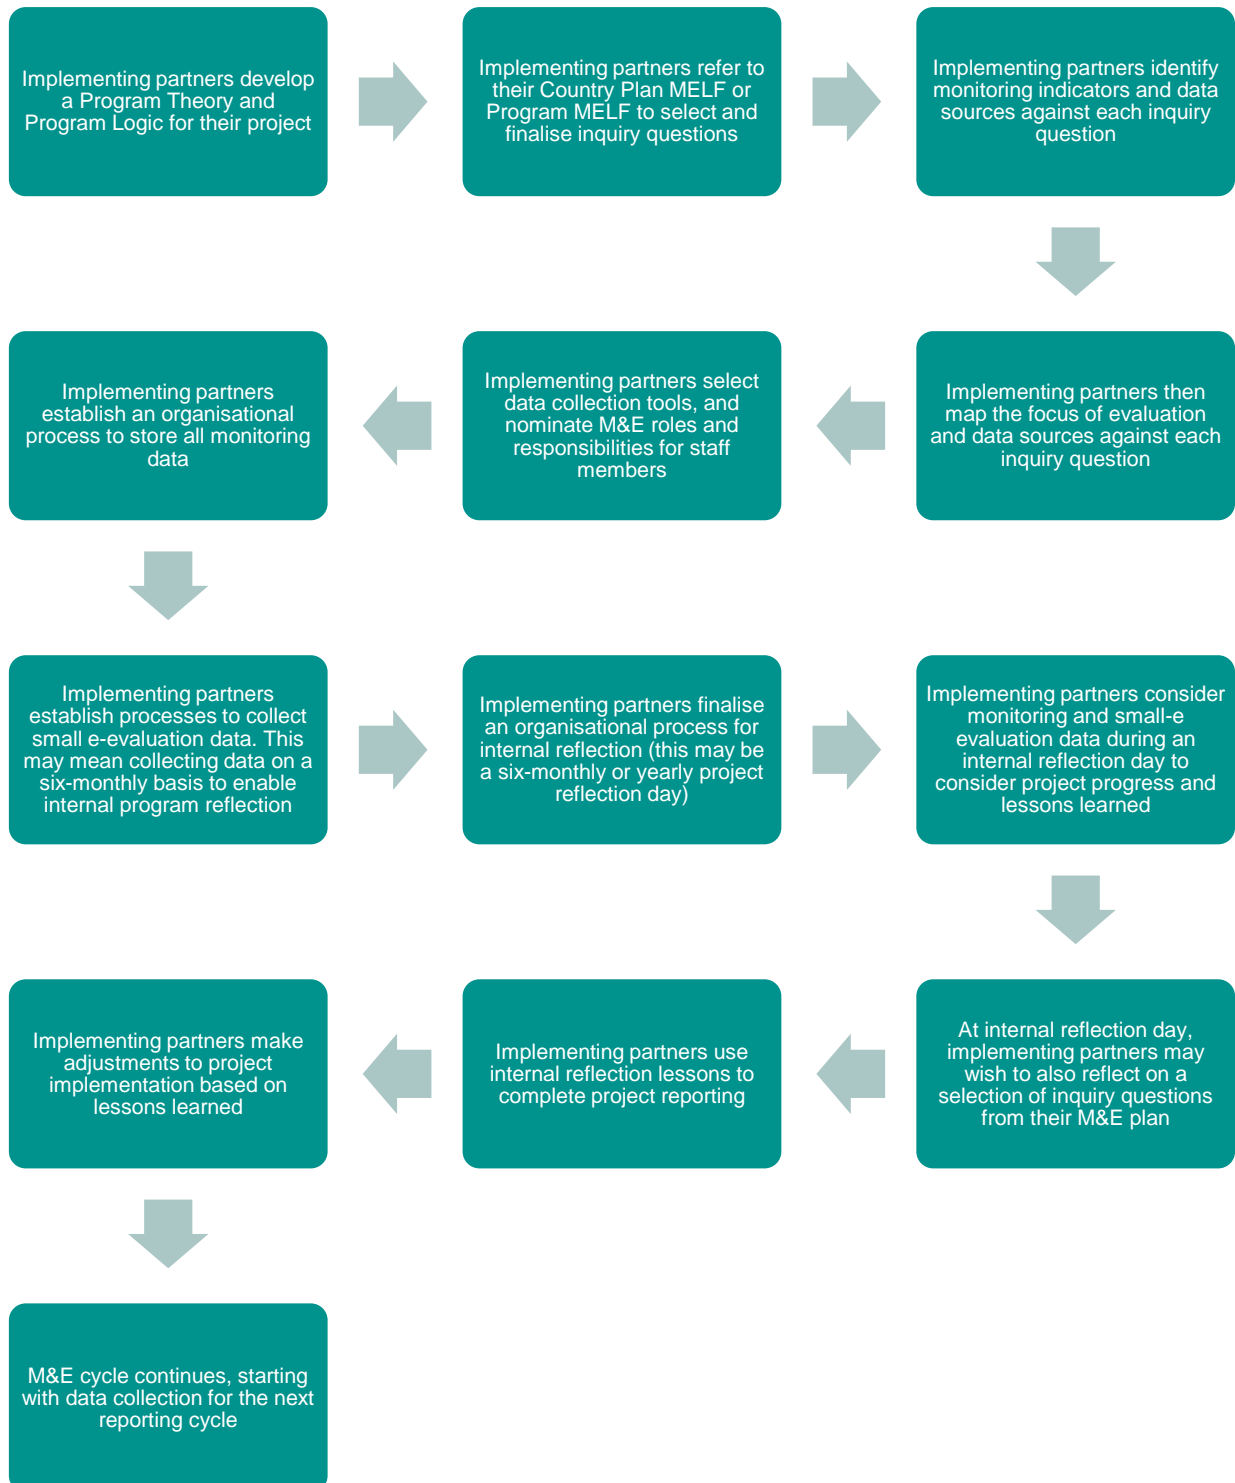 Implementing partners develop
a Program Theory and
Program Logic for their project
Implementing partners refer to
their Country Plan MELF or
Program MELF to select and
finalise inquiry questions
Implementing partners identify
monitoring indicators and data
sources against each inquiry
question
Implementing partners then
map the focus of evaluation
and data sources against each
inquiry question
Implementing partners select
data collection tools, and
nominate M&E roles and
responsibilities for staff
members
Implementing partners
establish an organisational
process to store all monitoring
data
Implementing partners
establish processes to collect
small e-evaluation data. This
may mean collecting data on a
six-monthly basis to enable
internal program reflection
Implementing partners finalise
an organisational process for
internal reflection (this may be
a six-monthly or yearly project
reflection day)
Implementing partners consider
monitoring and small-e
evaluation data during an
internal reflection day to
consider project progress and
lessons learned
At internal reflection day,
implementing partners may
wish to also reflect on a
selection of inquiry questions
from their M&E plan
Implementing partners use
internal reflection lessons to
complete project reporting
Implementing partners make
adjustments to project
implementation based on
lessons learned
M&E cycle continues, starting
with data collection for the next
reporting cycle